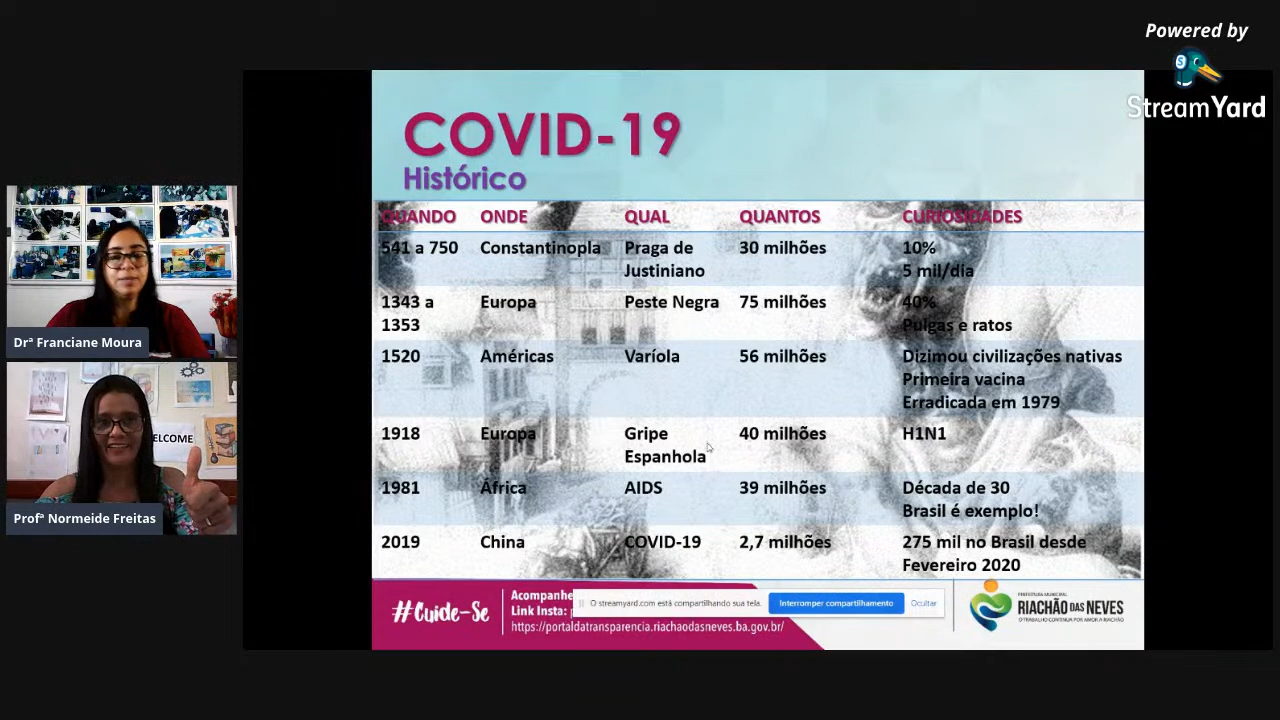 Powered by
StreamYard
COVID-19
Histórico
QUANDO ONDE QUAL QUANTOS CURIOSIDADES
541 a 750 Constantinopla Praga de Justiniano 30 milhões 10%
5 mil/dia
1343 a 1353 Europa Peste Negra 75 milhões 40%
Pulgas e ratos
1520 Américas Varíola 56 milhões Dizimou civilizações nativas
Primeira vacina
Erradicada em 1979
1918 Europa Gripe Espanhola 40 milhões H1N1
1981 África AIDS 39 milhões Década de 30
Brasil é exemplo!
2019 China COVID-19 2,7 milhões 275 mil no Brasil desde
Fevereiro 2020
Drª Franciane Moura
ELCOME
Profª Normeide Freitas
#Cuide-Se
Acompanhe
Link Insta:
https://portaldatransparencia.riachaodasneves.ba.gov.br/
O streamyard.com está compartilhando sua tela. Interromper compartilhamento Ocultar
PREFEITURA MUNICIPAL
RIACHÃO DAS NEVES
O TRABALHO CONTINUA POR AMOR A RIACHÃO